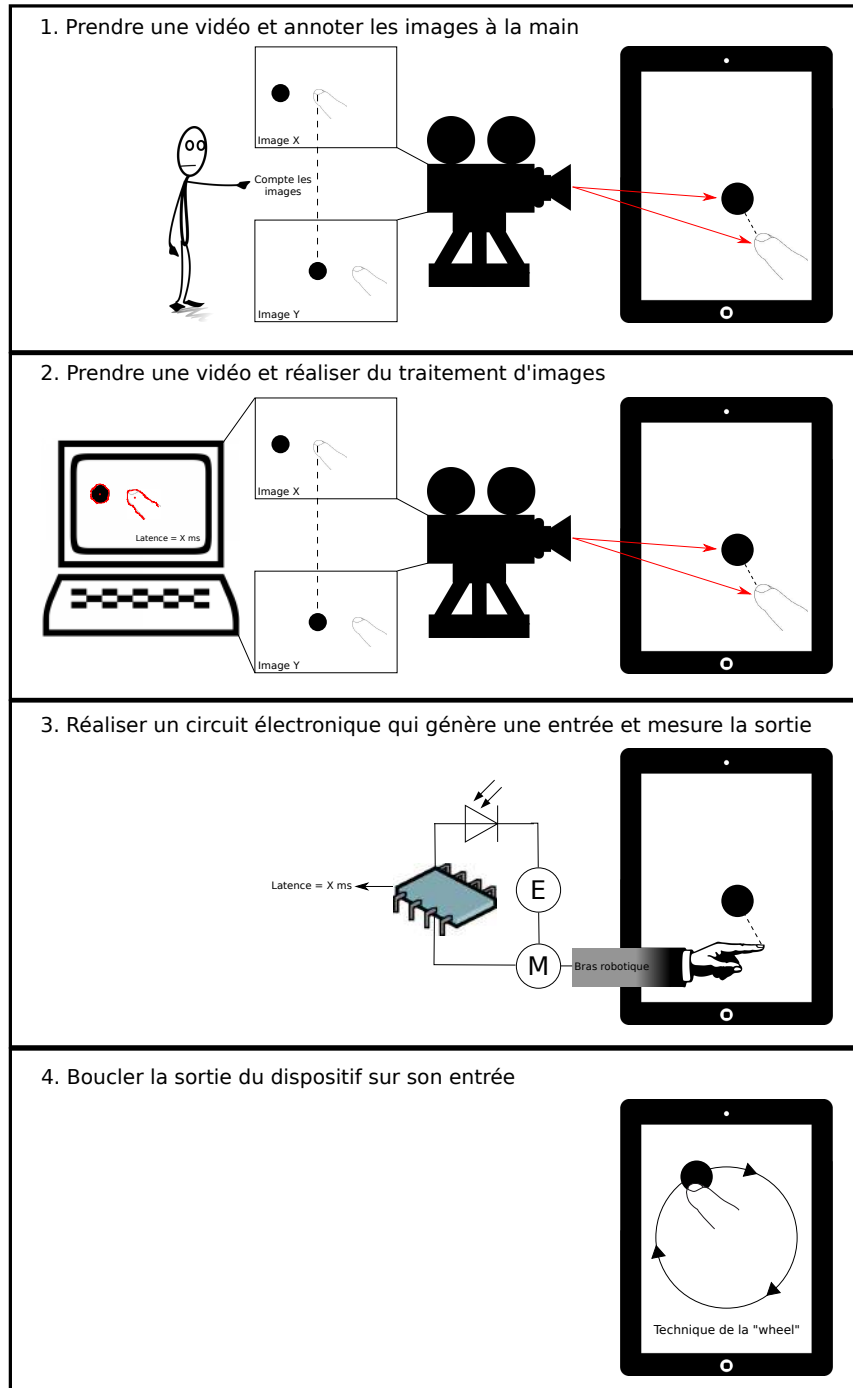 1. Prendre une vidéo et annoter les images à la main
Image X
Compte les
images
Image Y
2. Prendre une vidéo et réaliser du traitement d'images
Image X
Latence = X ms
Image Y
3. Réaliser un circuit électronique qui génère une entrée et mesure la sortie
Latence = X ms
E
M
Bras robotique
4. Boucler la sortie du dispositif sur son entrée
Technique de la "wheel"